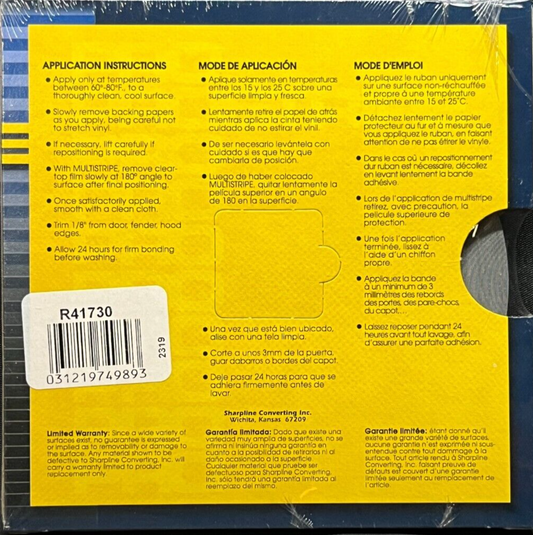 APPLICATION INSTRUCTIONS
• Apply only at temperatures
between 60°-80°F., to a
thoroughly clean, cool surface.
• Slowly remove backing papers
as you apply, being careful not
to stretch vinyl.
• If necessary, lift carefully if
repositioning is required.
• With MULTISTRIPE, remove clear-
top film slowly at 180° angle to
surface after final positioning.
• Once satisfactorily applied,
smooth with a clean cloth.
• Trim 1/8" from door, fender, hood
edges.
• Allow 24 hours for firm bonding
before washing.
R41730
2319
031219749893
Limited Warranty: Since a wide variety of
surfaces exist, no guarantee is expressed
or implied as to removability or damage to
the surface. Any material shown to be
defective to Sharpline Converting, Inc. will
carry a warranty limited to product
replacement only.
MODE DE APLICACIÓN
• Aplique solamente en temperaturas
entre los 15 y los 25 C sobre una
superficie limpia y fresca.
• Lentamente retire el papel de atrás
mientras aplica la cinta teniendo
cuidado de no estirar el vinil.
• De ser necesario levántela con
cuidado si es que hay que
cambiarla de posición.
• Luego de haber colocado
MULTISTRIPE, quitar lentamente la
película superior en un angulo
de 180 en la superficie.
• Una vez que está bien ubicado,
alise con una tela limpia.
• Corte a unos 3mm de la puerta,
guar dabarros o bordes del capot.
• Deje pasar 24 horas para que se
adhiera firmemente antes de
lavar.
Sharpline Converting Inc.
Wichita, Kansas 67209
Garantía limitada: Dado que existe una
variedad muy amplia de superficies, no se
afirma ni insinúa ninguna garantía en
cuanto a la posibilidad de retirarlos ni al
daño ocasionado a la superficie
Cualquier material que pruebe ser
defectuoso para Sharpline Converting,
Inc. sólo tendrá una garantía limitada al
reemplazo del mismo.
MODE D'EMPLOI
• Appliquez le ruban uniquement
sur une surface non-réchauffée
et propre à une température
ambiante entre 15 et 25°C.
• Détachez lentement le papier
protecteur au fur et à mesure que
vous appliquez le ruban, en faisant
attention de ne pas étirer le vinyle.
• Dans le cas où un repositionnement
du ruban est nécessaire, décollez
en levant lentement la bande
adhésive.
• Lors de l'application de multistripe
retirez, avec précaution, la
pellicule superieure de
protection.
• Une fois l'application
terminée, lissez à
l'aide d'un chiffon
propre.
• Appliquez la bande
à un minimum de 3
millimètres des rebords
des portes, des pare-chocs,
du capot...
• Laissez reposer pendant 24
heures avant tout lavage, afin
d'assurer une parfaite adhésion.
Garantie limitée: étant donné qu'il
existe une grande variété de surfaces,
aucune garantie n'est exprimée ni sous-
entendue contre tout dommage à la
surface. Tout article rendu à Sharpline
Converting, Inc. faisant preuve de
défauts est couvert d'une garantie
limitée seulement au remplacement de
l'article.